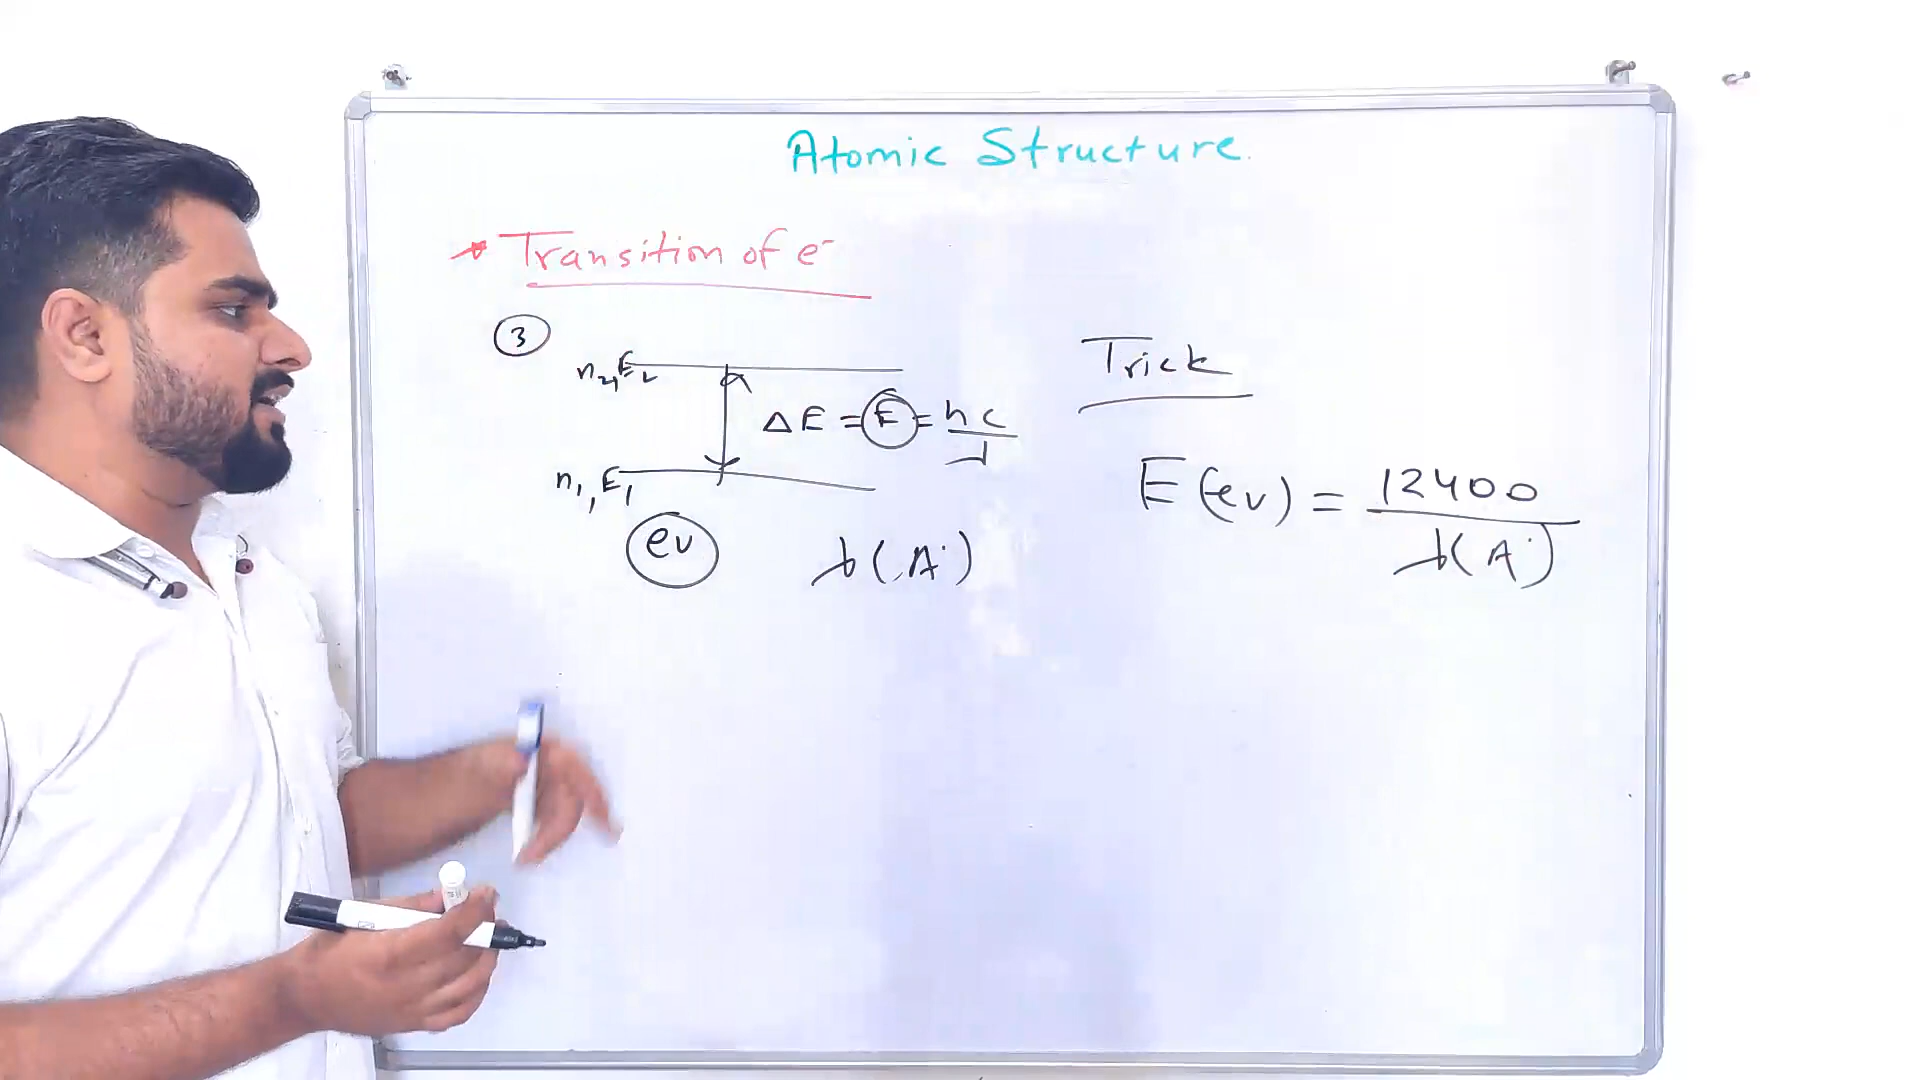 Atomic Structure.
* Transition of e⁻
③
n₂, E₂
ΔE = E = hc/λ
n₁, E₁
ev
λ(A°)
Trick
E(ev) = 12400/λ(A°)